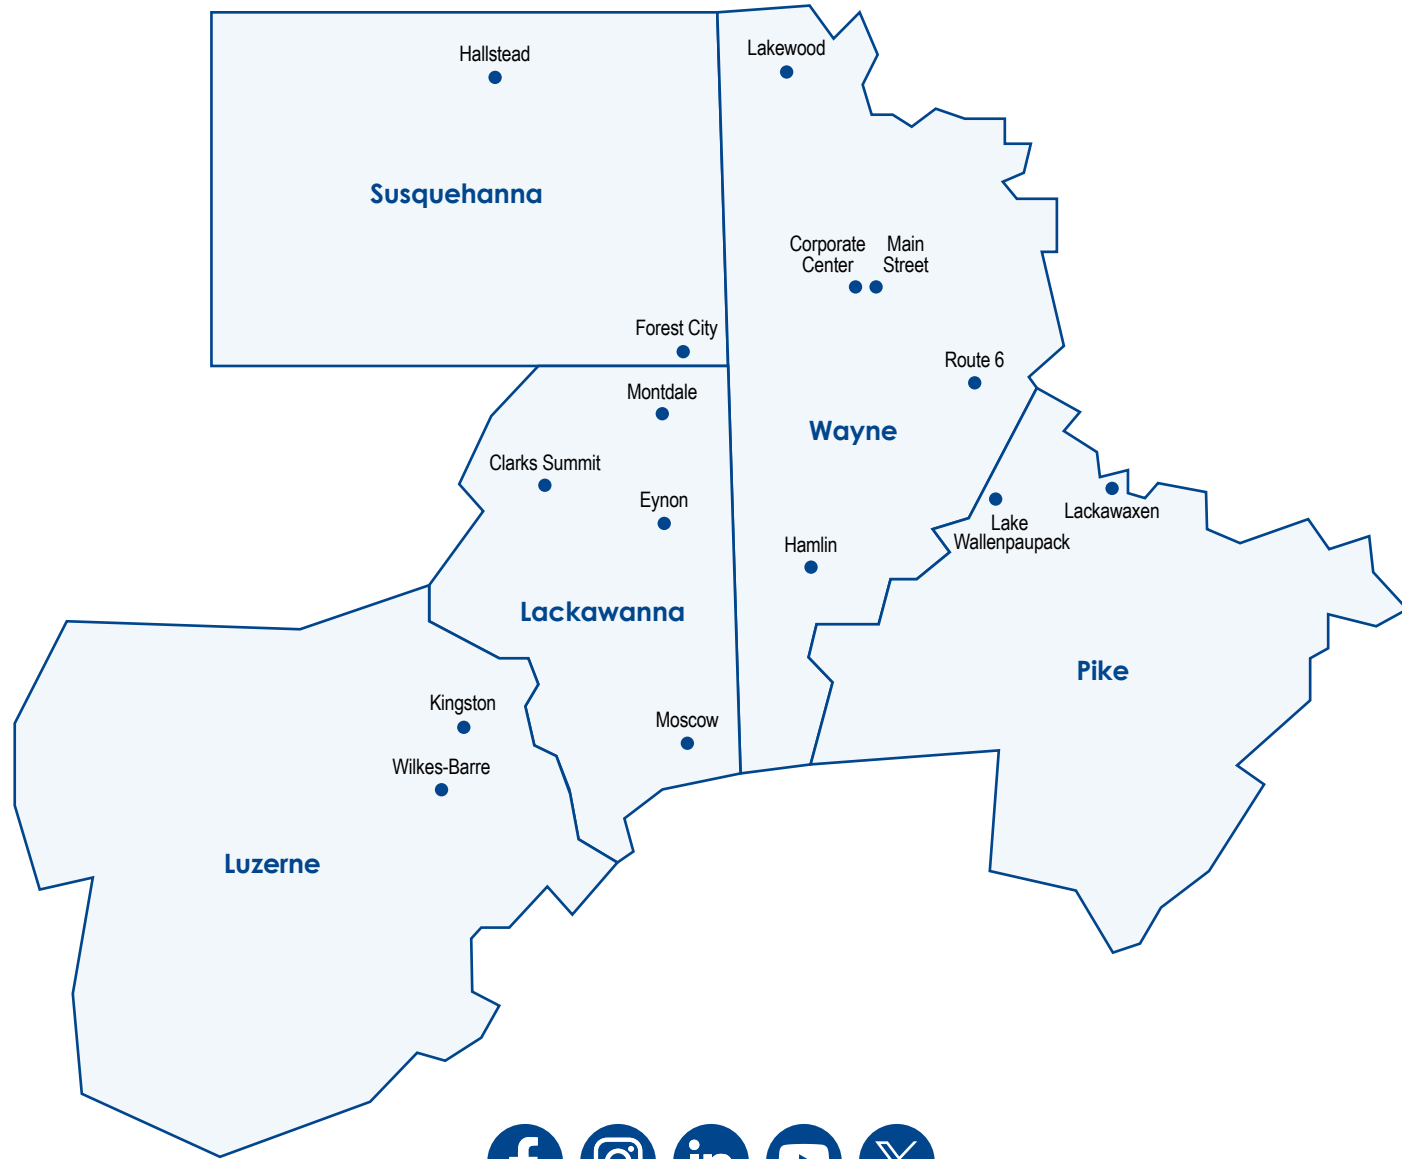 Lakewood
Hallstead
Susquehanna
Corporate
Center
Main
Street
Forest City
Route 6
Montdale
Wayne
Clarks Summit
Eynon
Lackawaxen
Lake
Wallenpaupack
Hamlin
Lackawanna
Pike
Kingston
Moscow
Wilkes-Barre
Luzerne